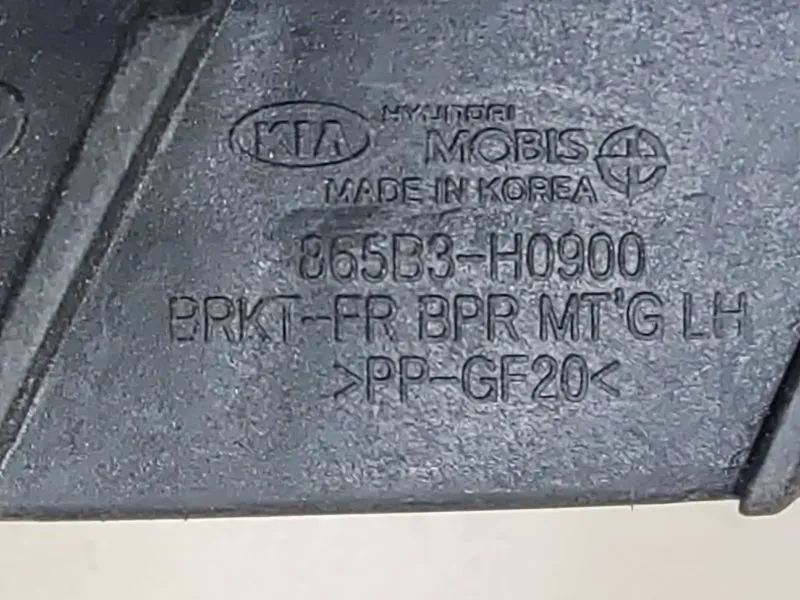 KIA HYUNDAI MOBIS
MADE IN KOREA
865B3-H0900
BRKT-FR BPR MT'G LH
>PP-GF20<